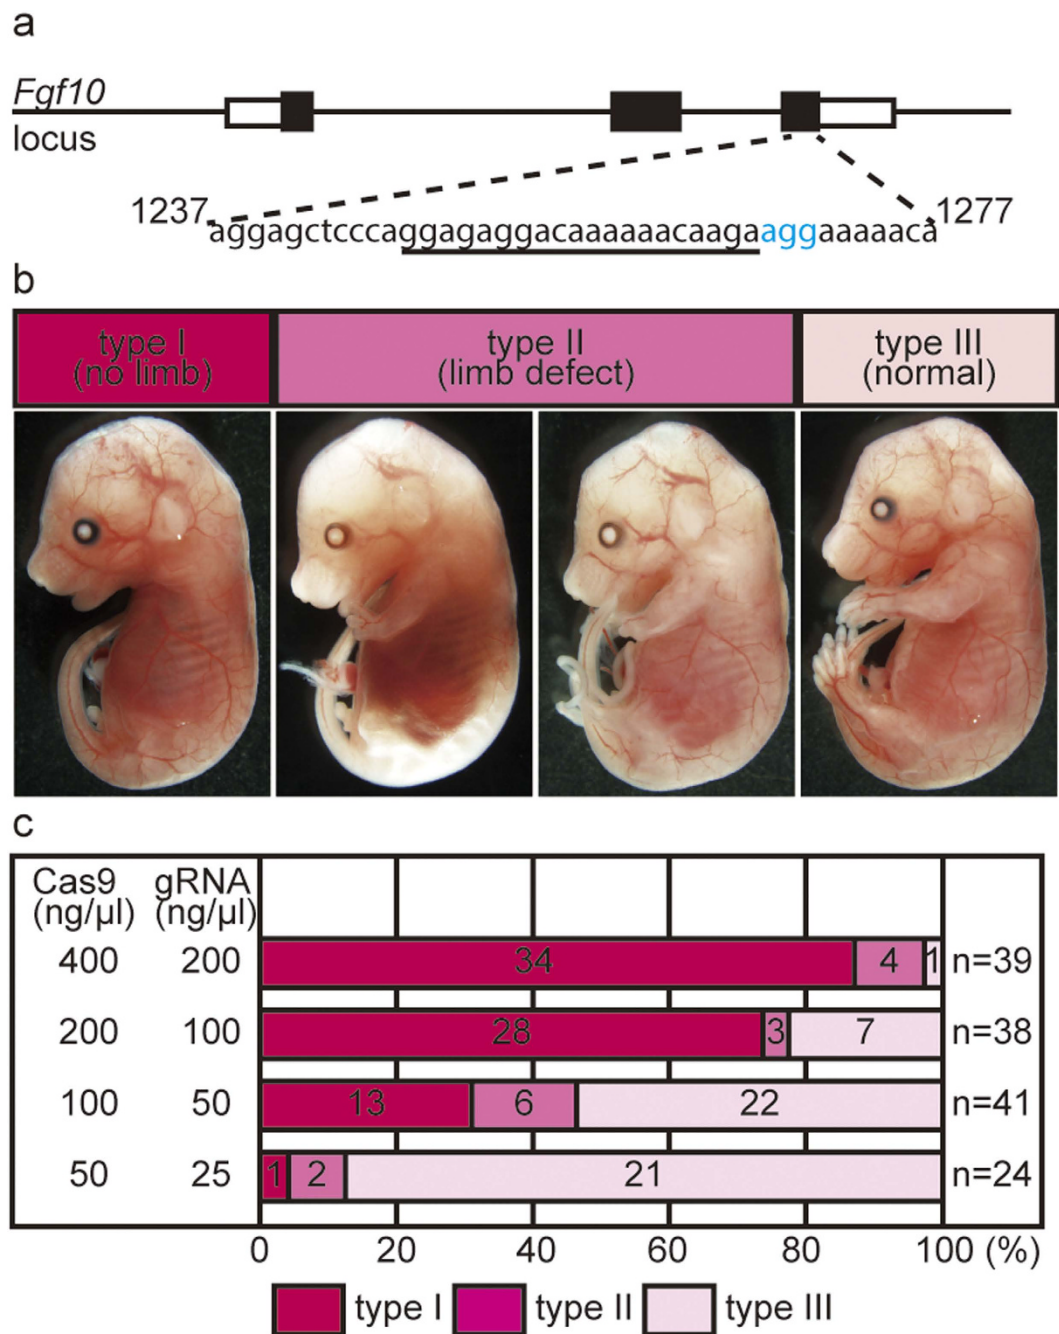 a
Fgf10
locus
1237
1277
aggagctcccaggagaggacaaaaaacaagaaggaaaaaca
b
type I
(no limb)
type II
(limb defect)
type III
(normal)
c
Cas9
(ng/µl)
gRNA
(ng/µl)
400 200 34 4 1 n=39
200 100 28 3 7 n=38
100 50 13 6 22 n=41
50 25 1 2 21 n=24
0 20 40 60 80 100 (%)
type I type II type III